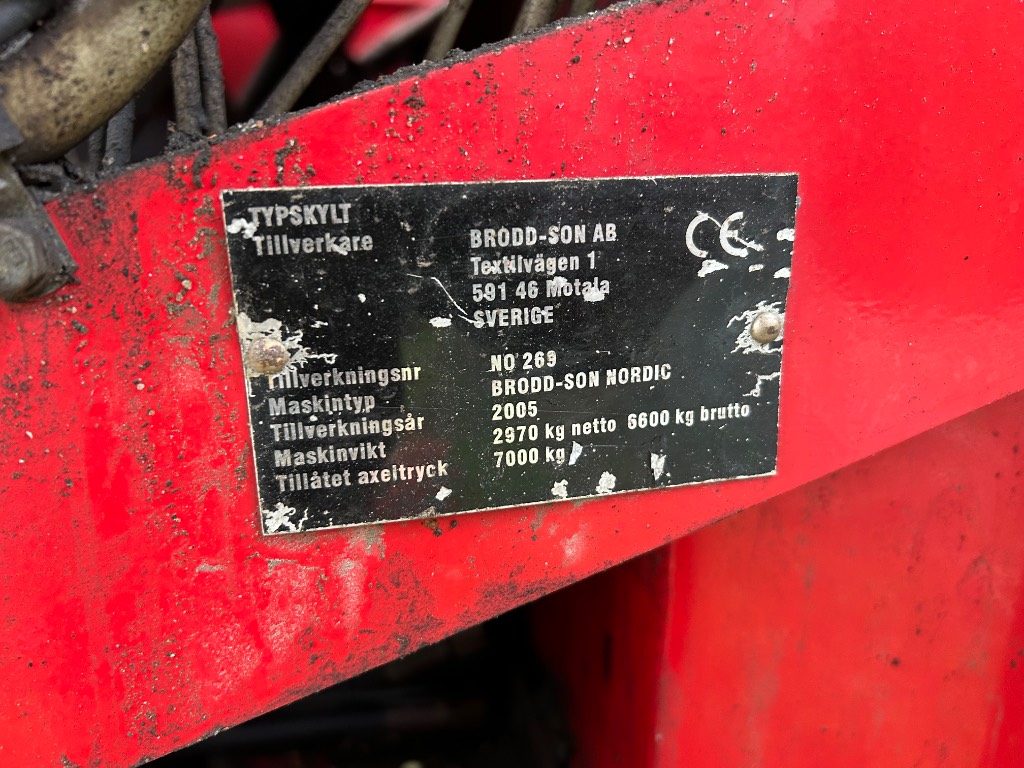 TYPSKYLT
Tillverkare BRODD-SON AB CE
Textilvägen 1
591 46 Motala
SVERIGE
Tillverkningsnr NO 269
Maskintyp BRODD-SON NORDIC
Tillverkningsår 2005
Maskinvikt 2970 kg netto 6600 kg brutto
Tillåtet axeltryck 7000 kg